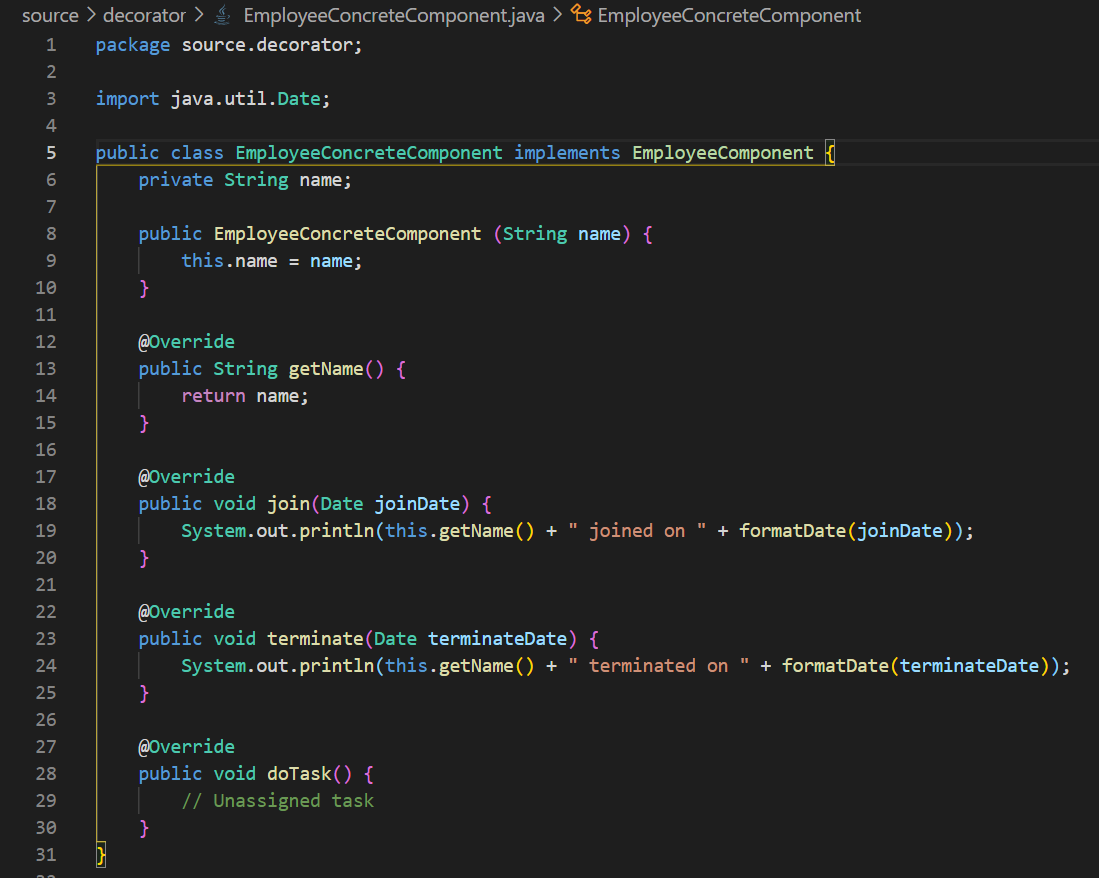 source > decorator > EmployeeConcreteComponent.java > EmployeeConcreteComponent
1 package source.decorator;
2
3 import java.util.Date;
4
5 public class EmployeeConcreteComponent implements EmployeeComponent {
6     private String name;
7
8     public EmployeeConcreteComponent (String name) {
9         this.name = name;
10     }
11
12     @Override
13     public String getName() {
14         return name;
15     }
16
17     @Override
18     public void join(Date joinDate) {
19         System.out.println(this.getName() + " joined on " + formatDate(joinDate));
20     }
21
22     @Override
23     public void terminate(Date terminateDate) {
24         System.out.println(this.getName() + " terminated on " + formatDate(terminateDate));
25     }
26
27     @Override
28     public void doTask() {
29         // Unassigned task
30     }
31 }